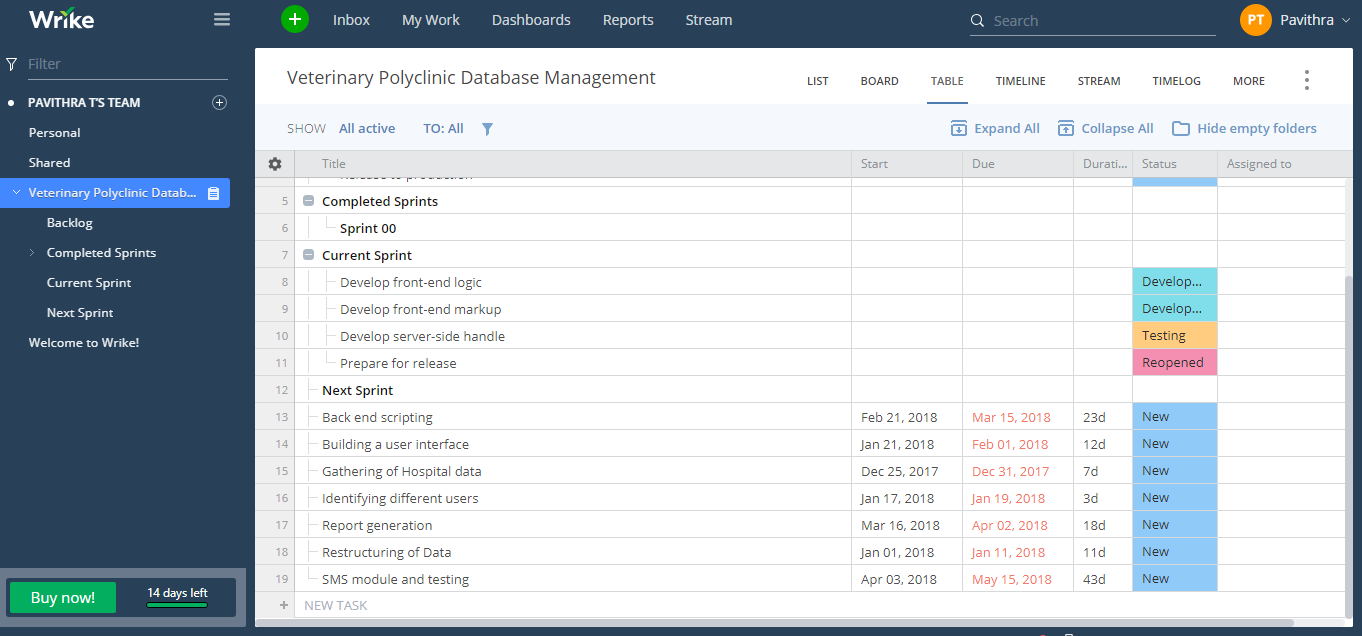 Wrike
Inbox My Work Dashboards Reports Stream Search PT Pavithra
Filter
PAVITHRA T'S TEAM
Personal
Shared
Veterinary Polyclinic Datab...
Backlog
Completed Sprints
Current Sprint
Next Sprint
Welcome to Wrike!
Buy now! 14 days left
Veterinary Polyclinic Database Management LIST BOARD TABLE TIMELINE STREAM TIMELOG MORE
SHOW All active TO: All Expand All Collapse All Hide empty folders
Title Start Due Durati... Status Assigned to
Release to production
5 Completed Sprints
6 Sprint 00
7 Current Sprint
8 Develop front-end logic Develop...
9 Develop front-end markup Develop...
10 Develop server-side handle Testing
11 Prepare for release Reopened
12 Next Sprint
13 Back end scripting Feb 21, 2018 Mar 15, 2018 23d New
14 Building a user interface Jan 21, 2018 Feb 01, 2018 12d New
15 Gathering of Hospital data Dec 25, 2017 Dec 31, 2017 7d New
16 Identifying different users Jan 17, 2018 Jan 19, 2018 3d New
17 Report generation Mar 16, 2018 Apr 02, 2018 18d New
18 Restructuring of Data Jan 01, 2018 Jan 11, 2018 11d New
19 SMS module and testing Apr 03, 2018 May 15, 2018 43d New
+ NEW TASK